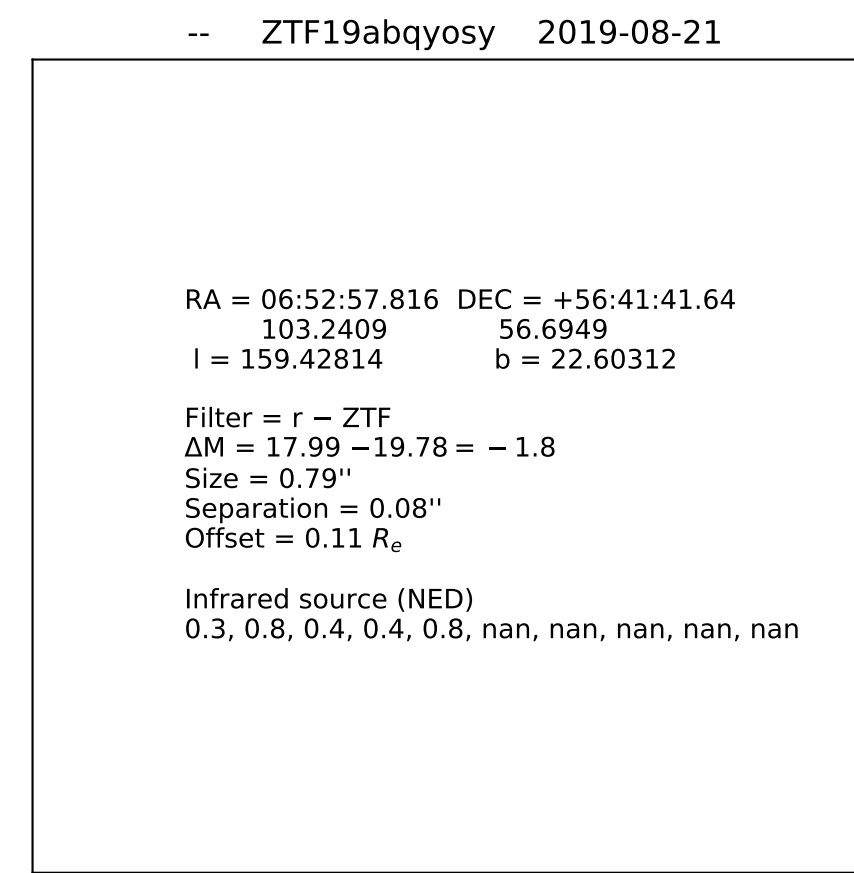 -- ZTF19abqyosy 2019-08-21
RA = 06:52:57.816 DEC = +56:41:41.64
103.2409 56.6949
l = 159.42814 b = 22.60312
Filter = r − ZTF
ΔM = 17.99 −19.78 = − 1.8
Size = 0.79''
Separation = 0.08''
Offset = 0.11 Rₑ
Infrared source (NED)
0.3, 0.8, 0.4, 0.4, 0.8, nan, nan, nan, nan, nan